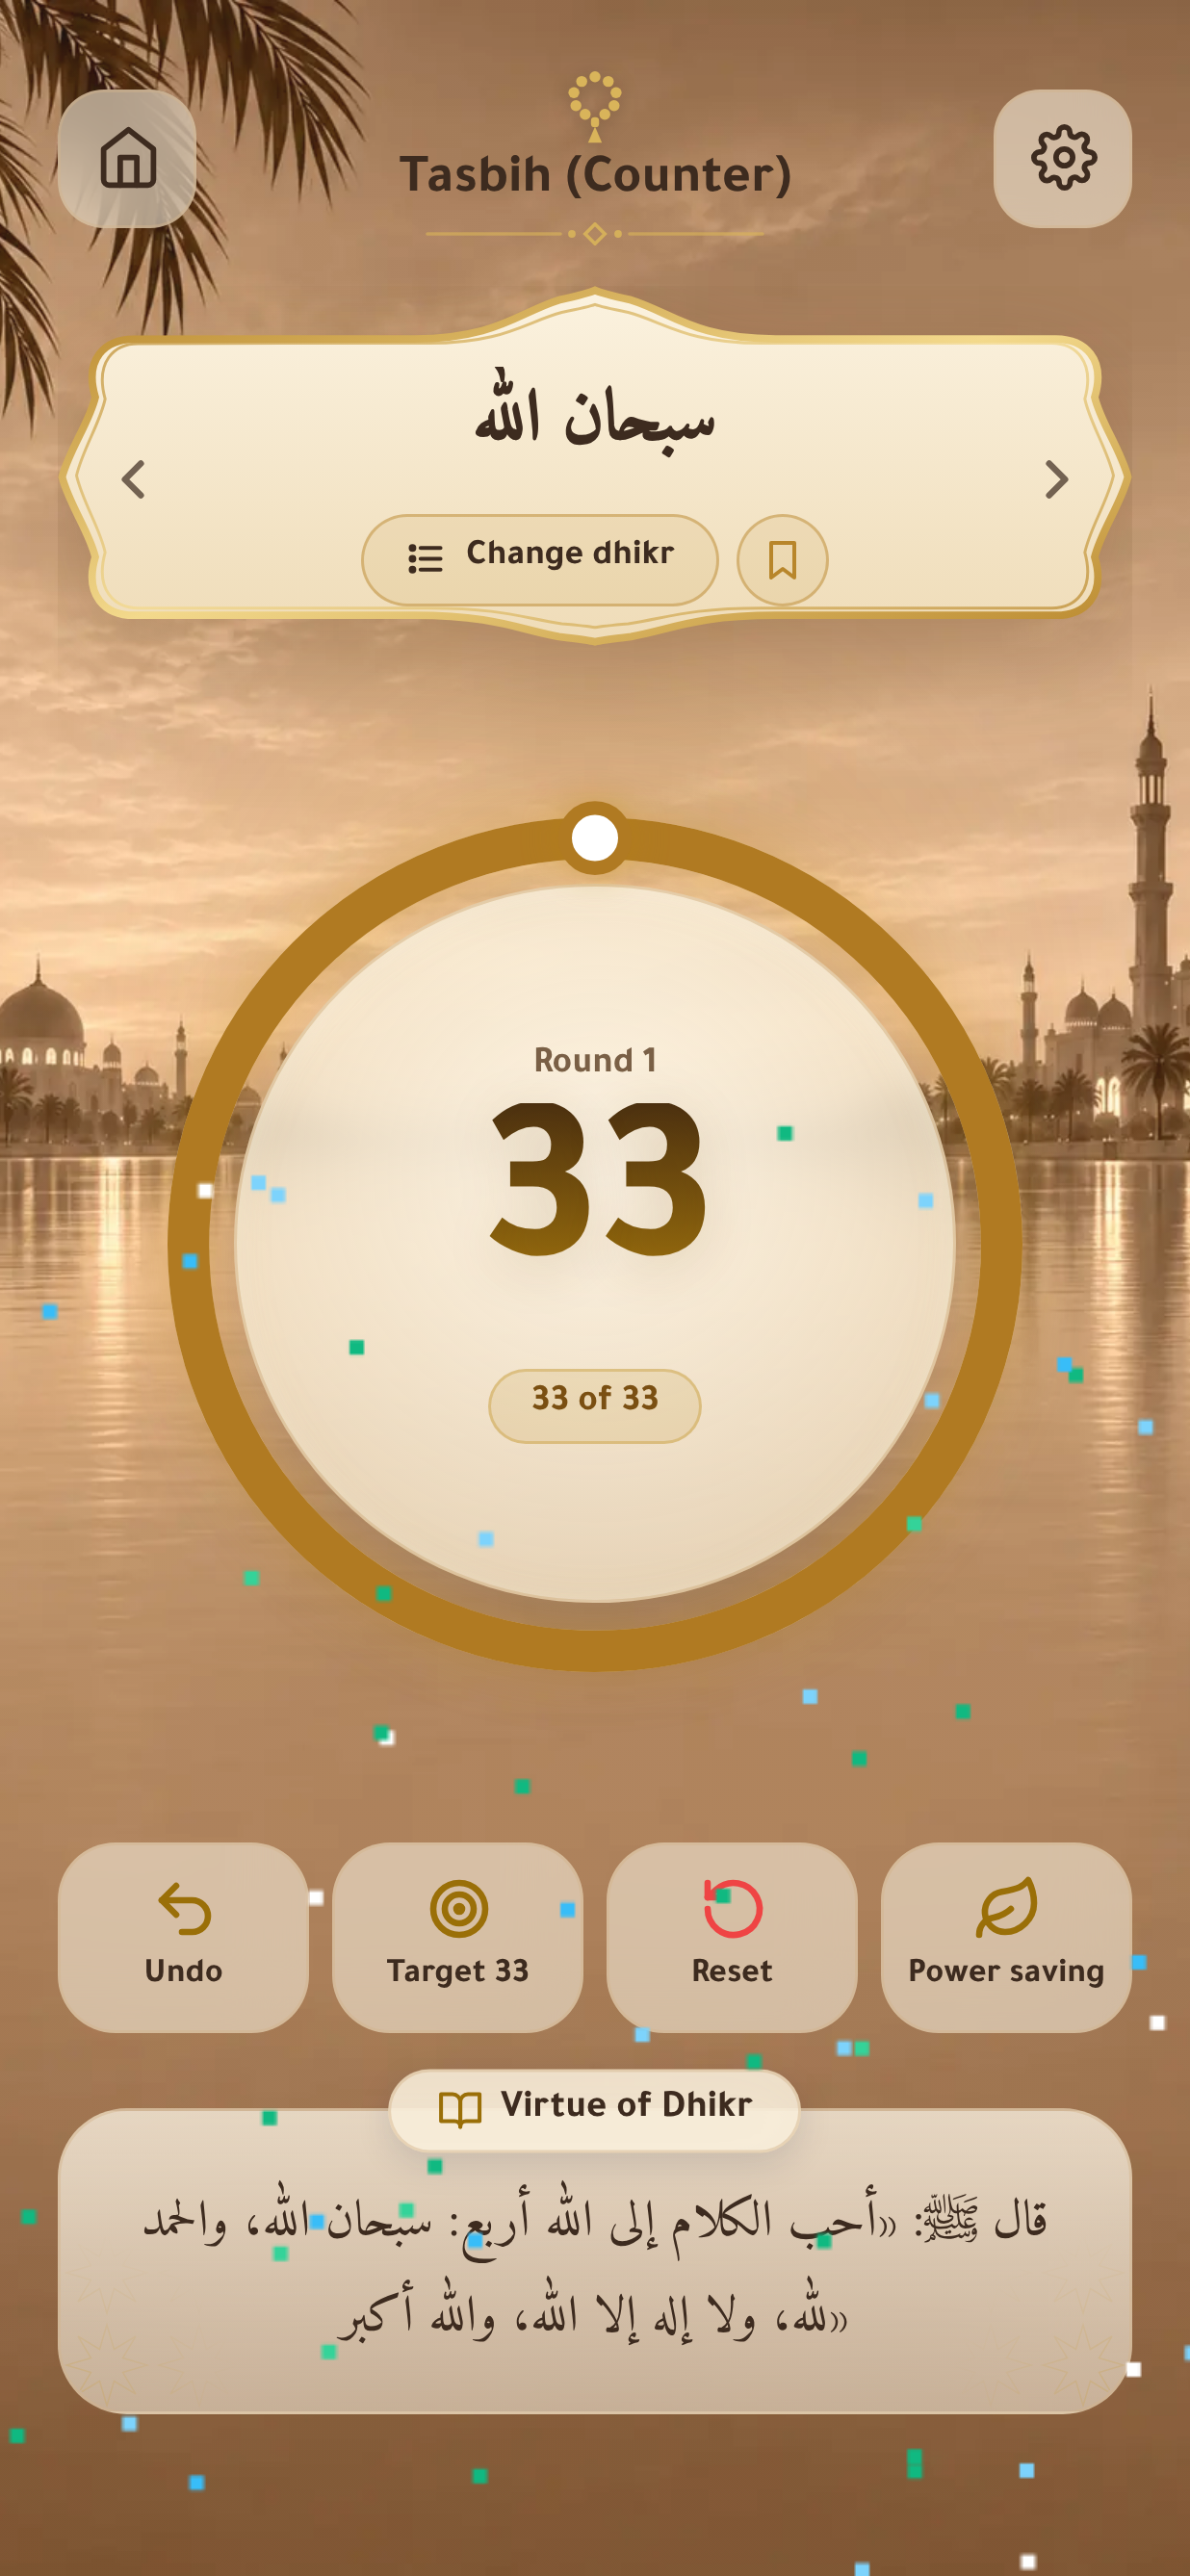 Tasbih (Counter)
سبحان الله
Change dhikr
Round 1
33
33 of 33
Undo
Target 33
Reset
Power saving
Virtue of Dhikr
قال ﷺ: «أحب الكلام إلى الله أربع: سبحان الله، والحمد
لله، ولا إله إلا الله، والله أكبر»